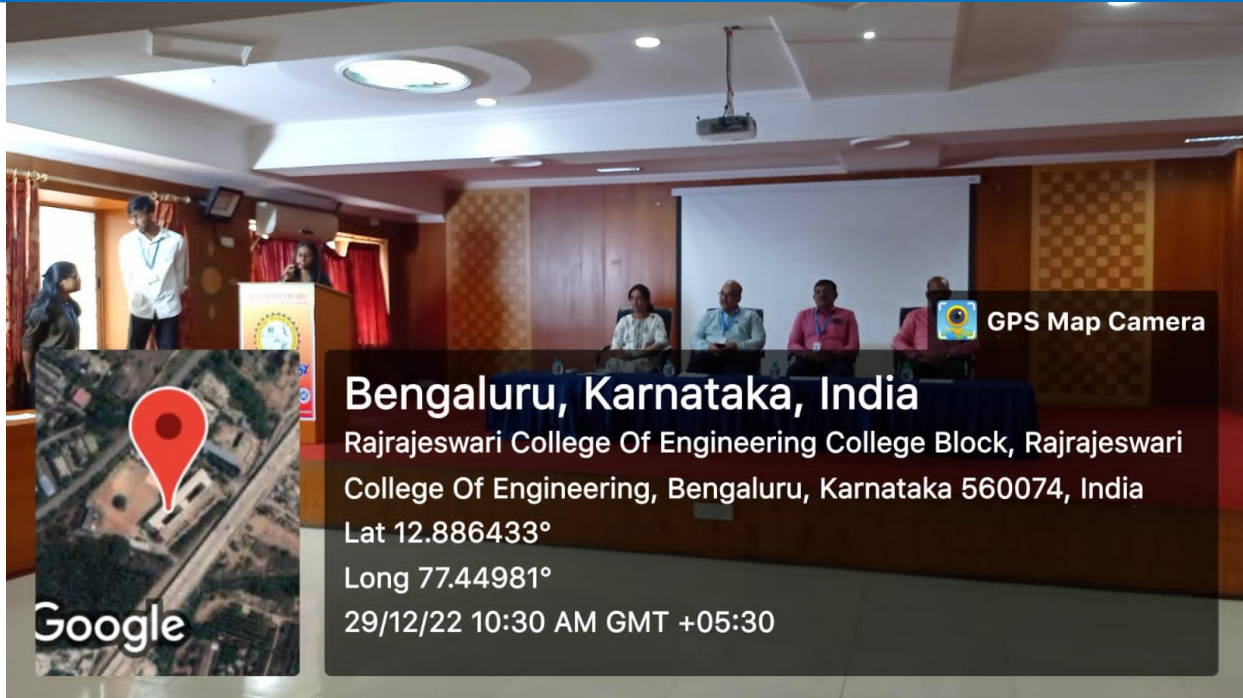 GPS Map Camera
Bengaluru, Karnataka, India
Rajrajeswari College Of Engineering College Block, Rajrajeswari
College Of Engineering, Bengaluru, Karnataka 560074, India
Lat 12.886433°
Long 77.44981°
29/12/22 10:30 AM GMT +05:30
Google